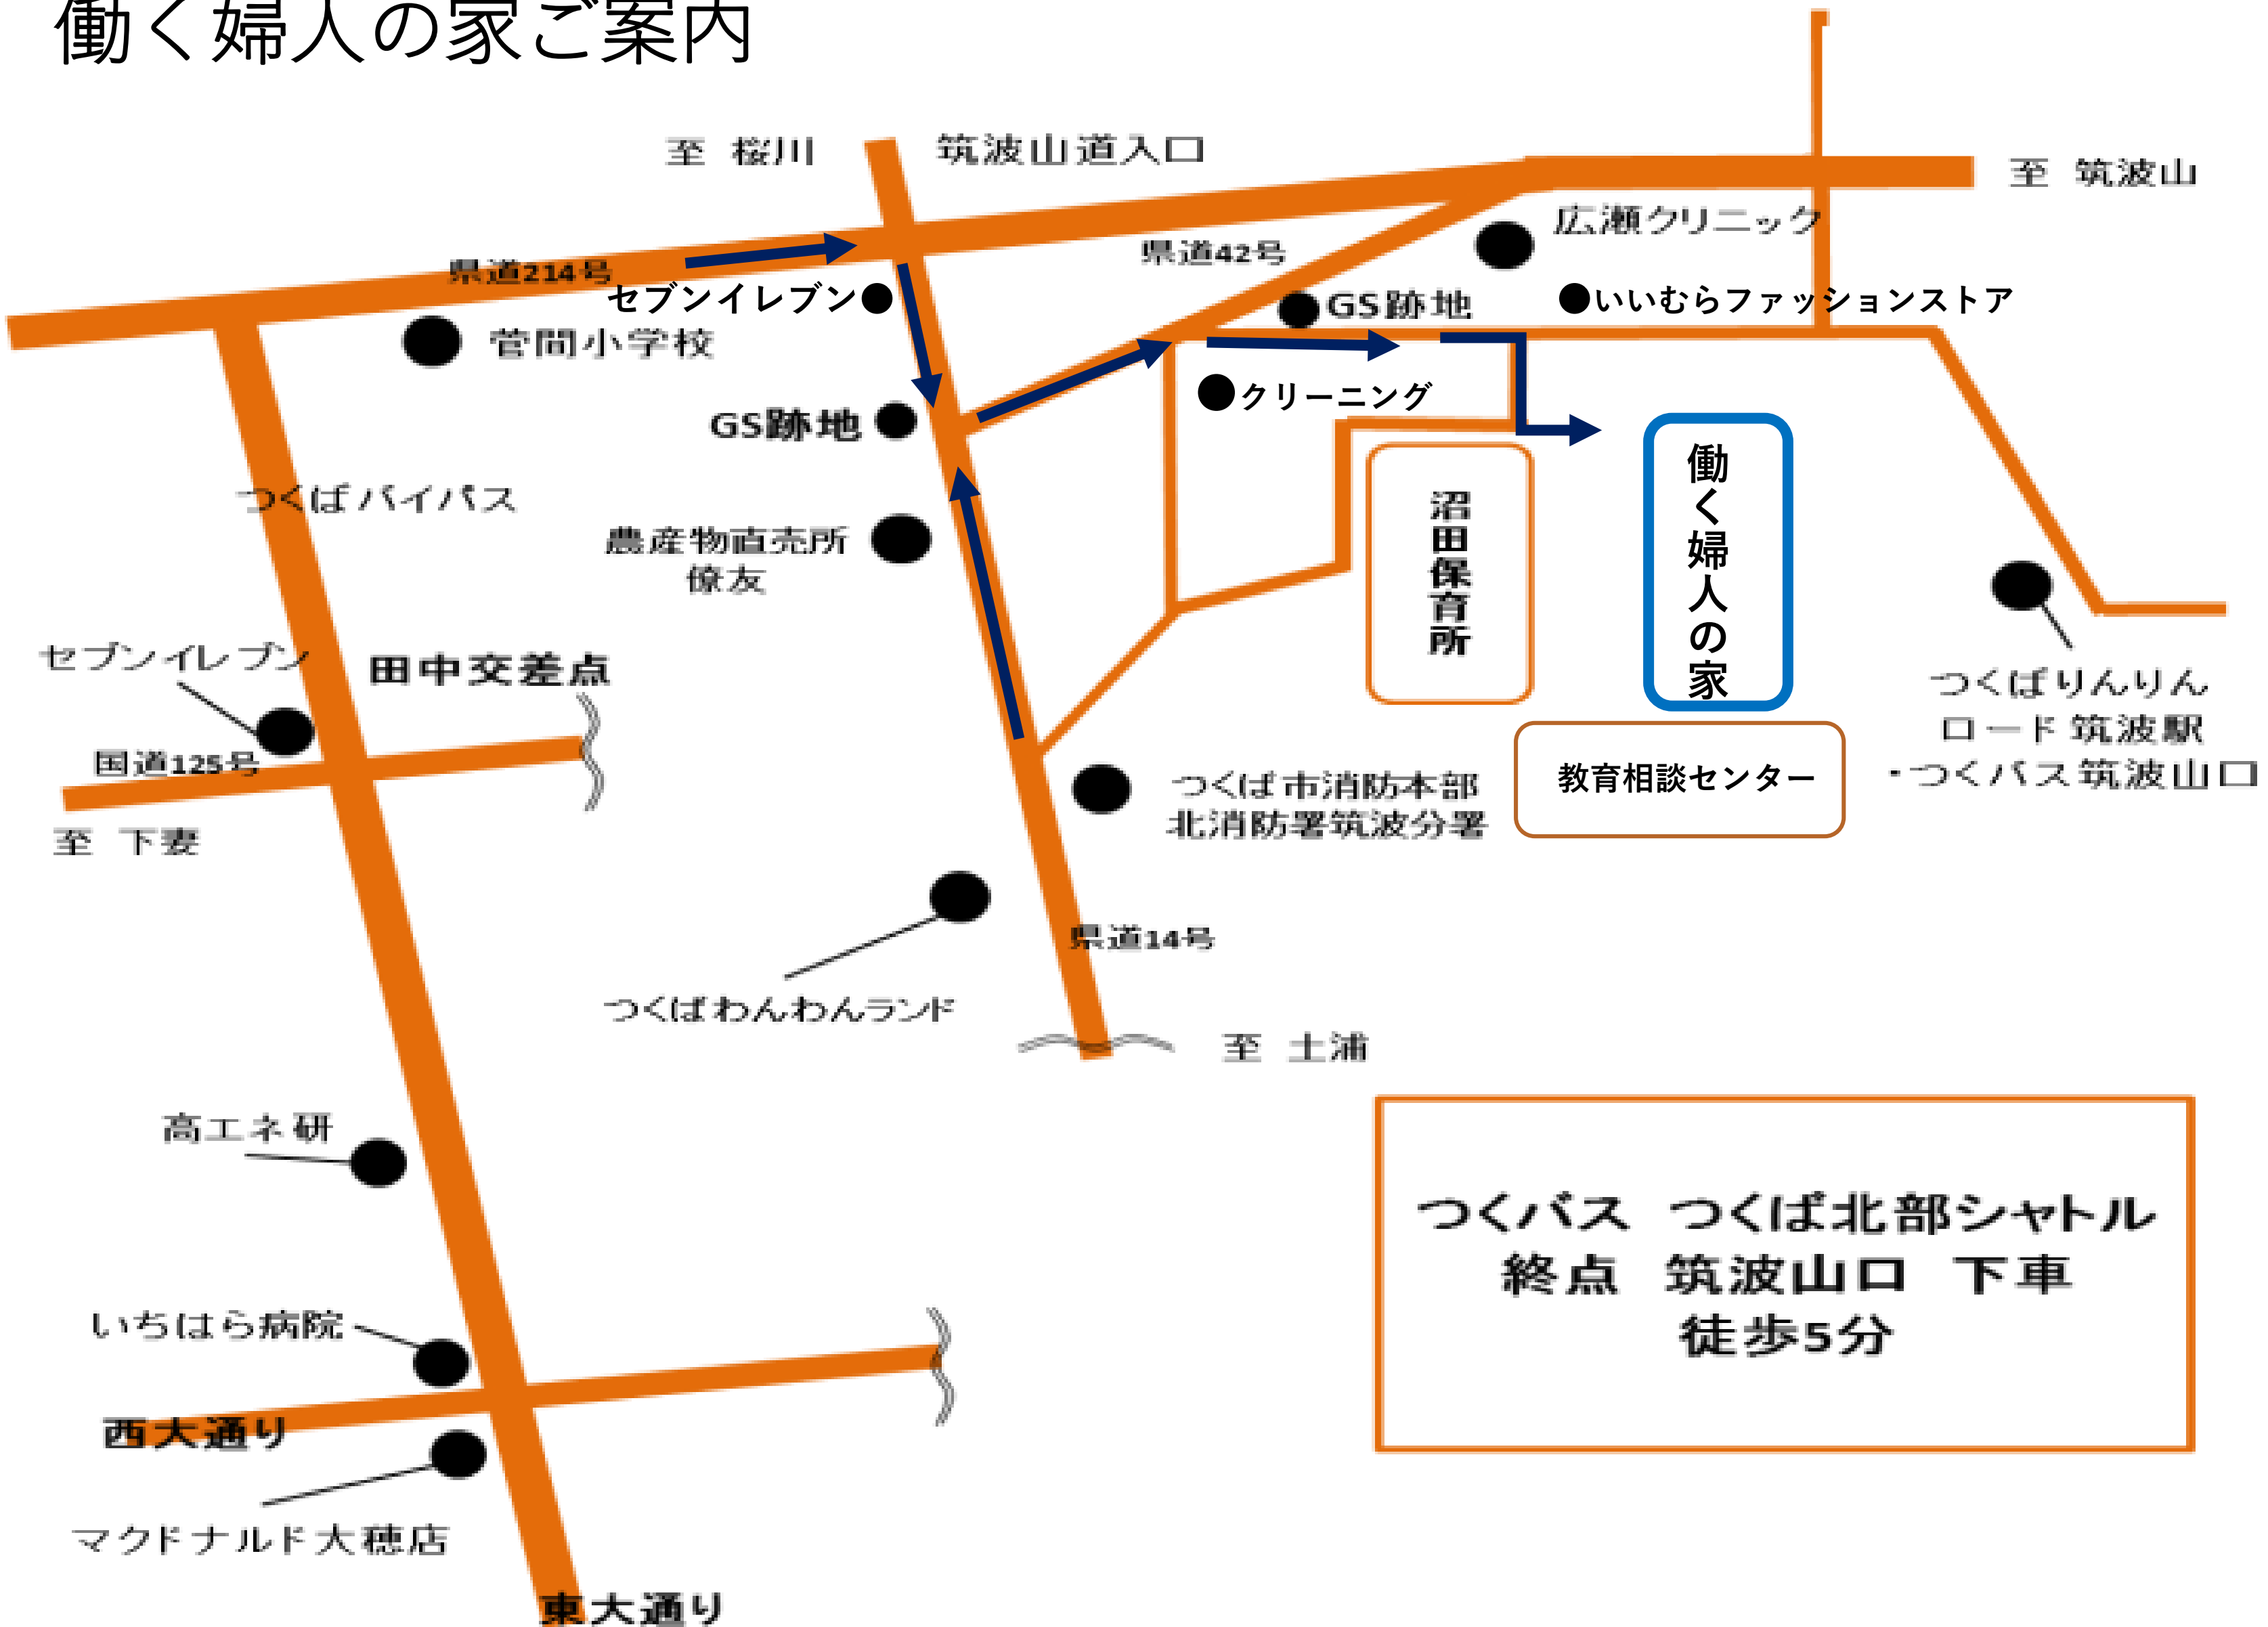 働く婦人の家ご案内
至 桜川
筑波山道入口
至 筑波山
広瀬クリニック
県道42号
県道214号
セブンイレブン●
GS跡地
●いいむらファッションストア
菅間小学校
●クリーニング
GS跡地
つくばバイパス
農産物直売所
僚友
沼田保育所
働く婦人の家
セブンイレブン
田中交差点
国道125号
至 下妻
つくばりんりん
ロード筑波駅
・つくバス筑波山口
教育相談センター
つくば市消防本部
北消防署筑波分署
県道14号
つくばわんわんランド
至 土浦
高エネ研
つくバス つくば北部シャトル
終点 筑波山口 下車
徒歩5分
いちはら病院
西大通り
マクドナルド大穂店
東大通り